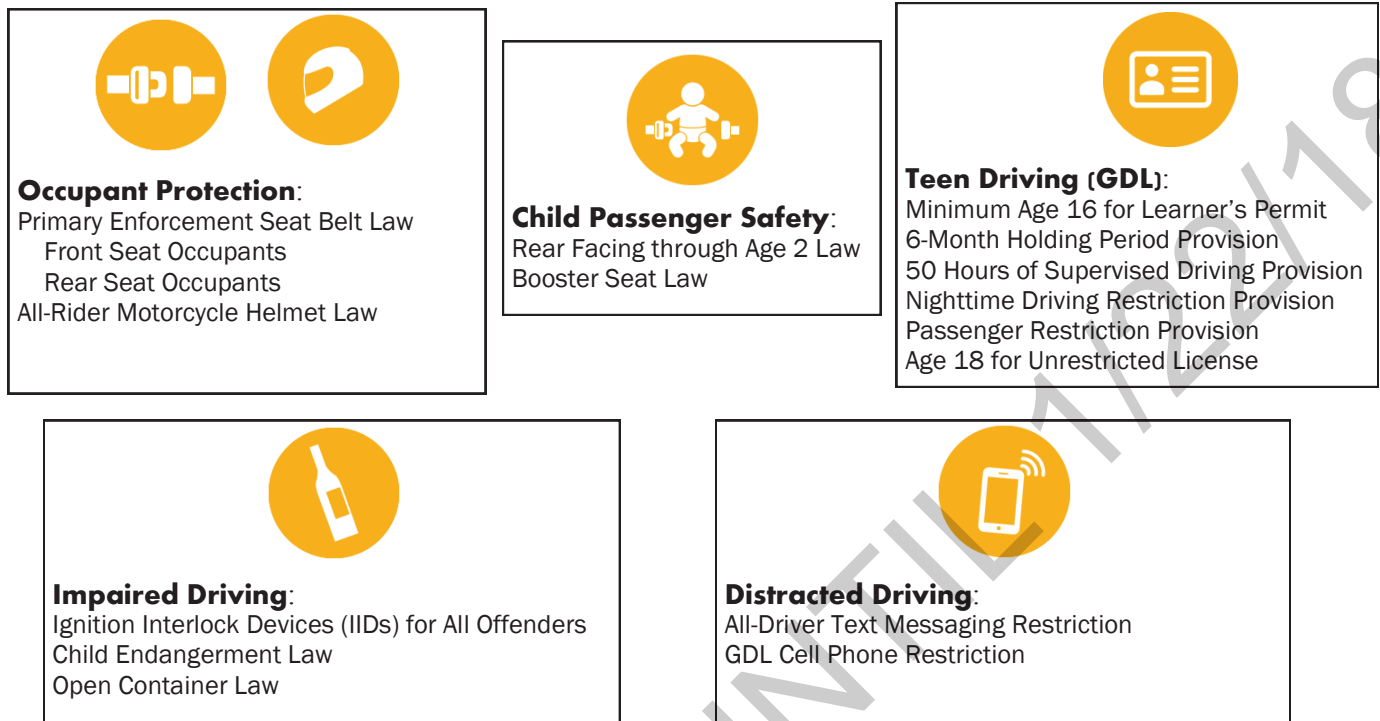 Occupant Protection:
Primary Enforcement Seat Belt Law
Front Seat Occupants
Rear Seat Occupants
All-Rider Motorcycle Helmet Law
Child Passenger Safety:
Rear Facing through Age 2 Law
Booster Seat Law
Teen Driving (GDL):
Minimum Age 16 for Learner's Permit
6-Month Holding Period Provision
50 Hours of Supervised Driving Provision
Nighttime Driving Restriction Provision
Passenger Restriction Provision
Age 18 for Unrestricted License
Impaired Driving:
Ignition Interlock Devices (IIDs) for All Offenders
Child Endangerment Law
Open Container Law
Distracted Driving:
All-Driver Text Messaging Restriction
GDL Cell Phone Restriction
NTIL 1/22/18